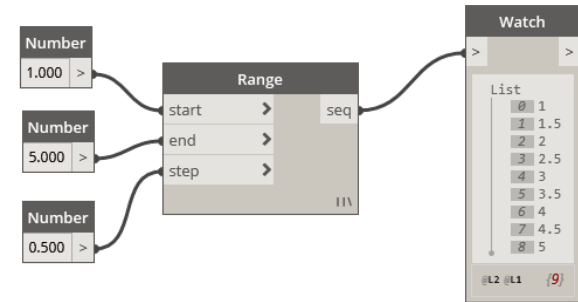 Number
1.000 >
Number
5.000 >
Number
0.500 >
Range
start >
seq
end >
step >
Watch
> >
List
0 1
1 1.5
2 2
3 2.5
4 3
5 3.5
6 4
7 4.5
8 5
@L2 @L1 {9}